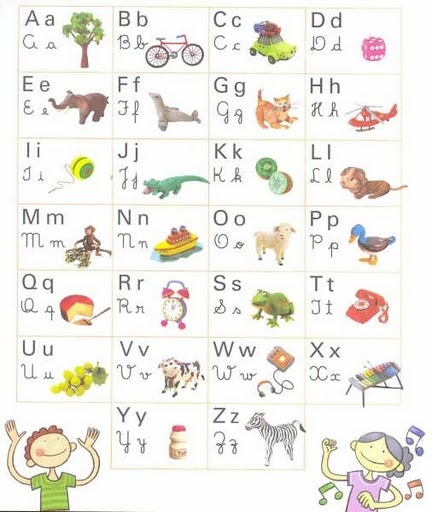 Aa Bb Cc Dd
Aa Bb Cc Dd
Ee Ff Gg Hh
Ee Ff Gg Hh
Ii Jj Kk Ll
Ii Jj Kk Ll
Mm Nn Oo Pp
Mm Nn Oo Pp
Qq Rr Ss Tt
Qq Rr Ss Tt
Uu Vv Ww Xx
Uu Vv Ww Xx
Yy Zz
Yy Zz